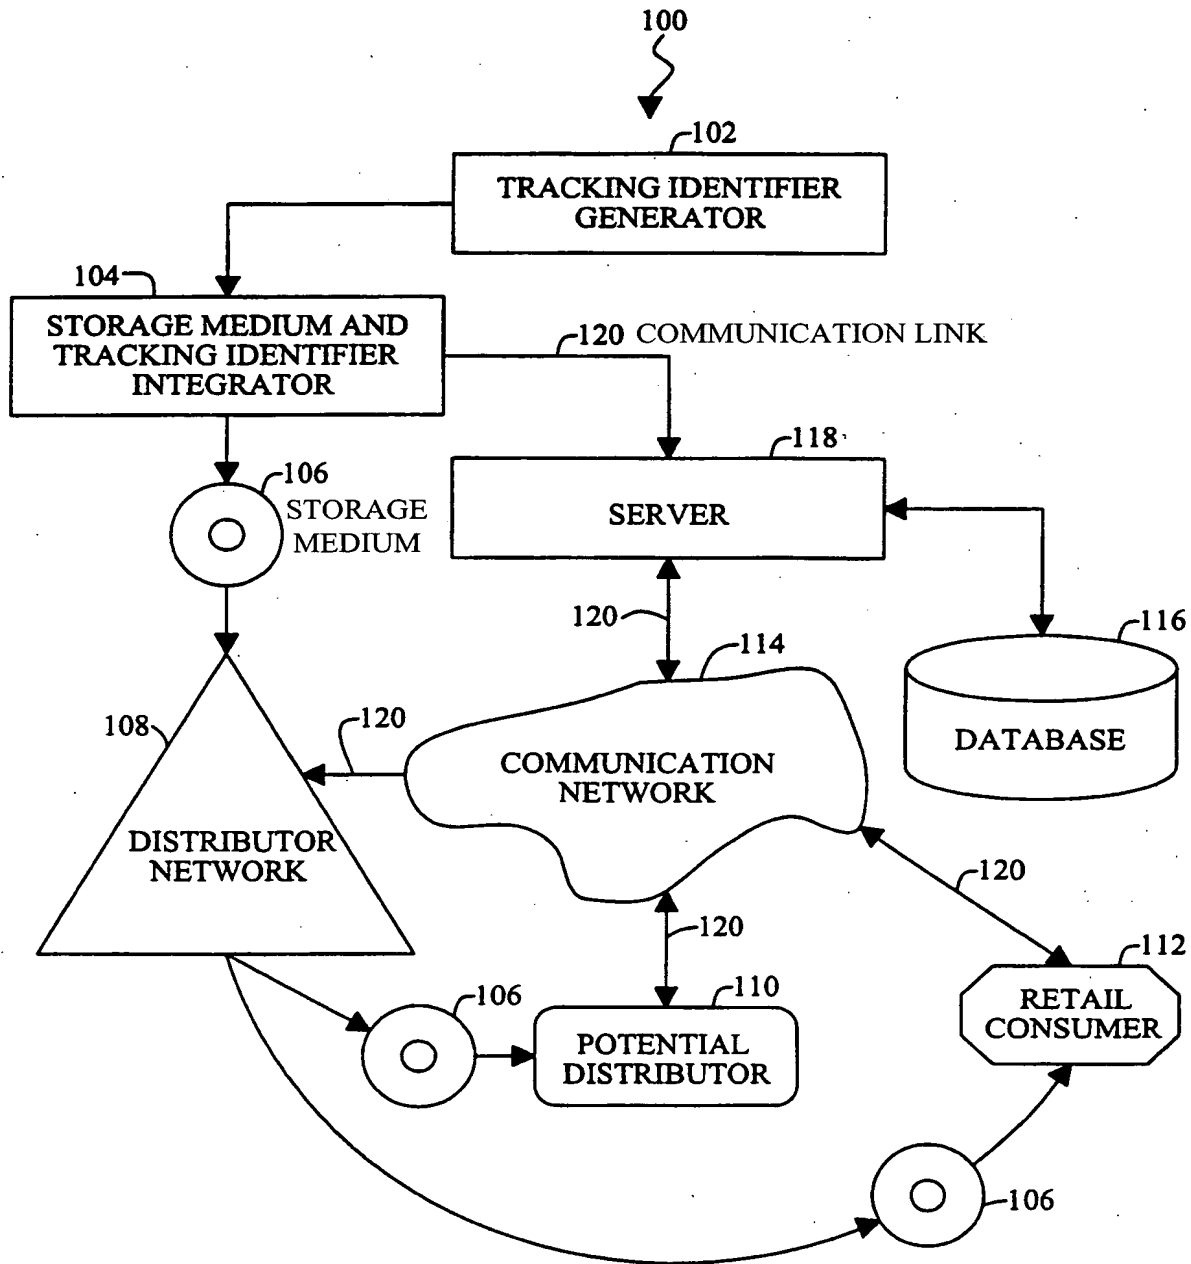 100
102
TRACKING IDENTIFIER
GENERATOR
104
STORAGE MEDIUM AND
TRACKING IDENTIFIER
INTEGRATOR
120 COMMUNICATION LINK
118
SERVER
106
STORAGE
MEDIUM
120
116
DATABASE
114
COMMUNICATION
NETWORK
108
120
DISTRIBUTOR
NETWORK
120
120
112
RETAIL
CONSUMER
106
110
POTENTIAL
DISTRIBUTOR
106